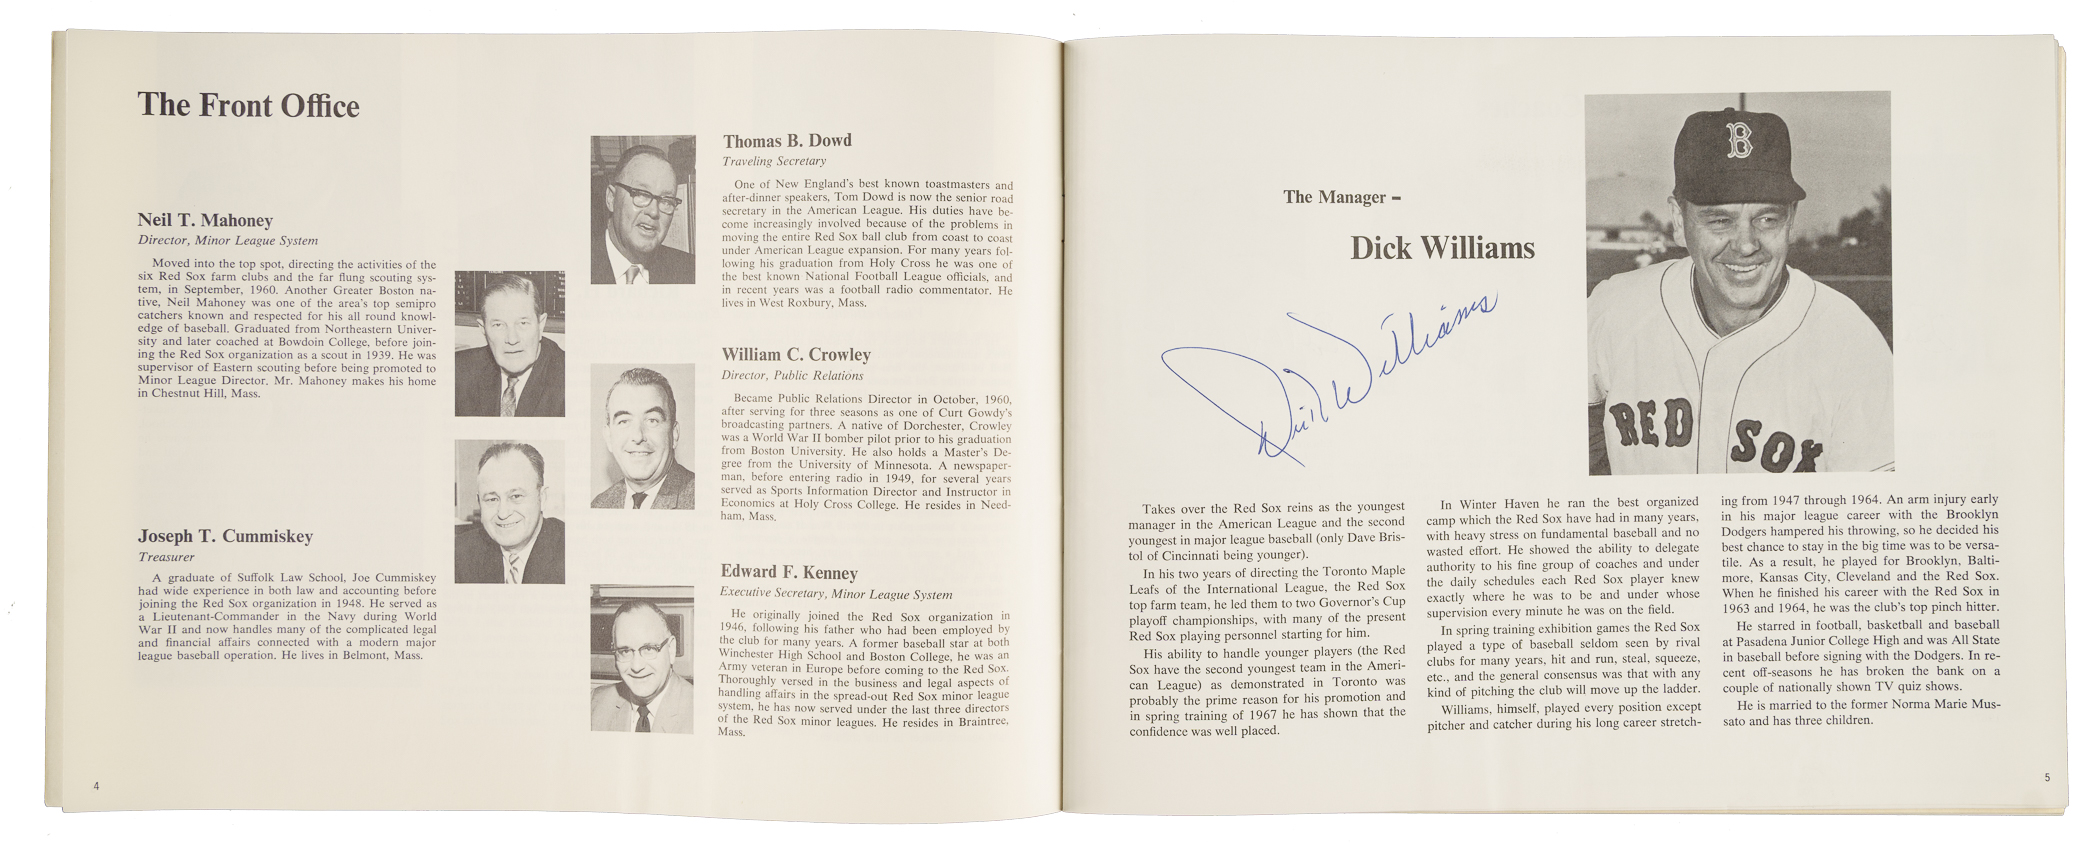 The Front Office
Neil T. Mahoney
Director, Minor League System
Moved into the top spot, directing the activities of the
six Red Sox farm clubs and the far flung scouting sys-
tem, in September, 1960. Another Greater Boston na-
tive, Neil Mahoney was one of the area's top semipro
catchers known and respected for his all round knowl-
edge of baseball. Graduated from Northeastern Univer-
sity and later coached at Bowdoin College, before join-
ing the Red Sox organization as a scout in 1939. He was
supervisor of Eastern scouting before being promoted to
Minor League Director. Mr. Mahoney makes his home
in Chestnut Hill, Mass.
Joseph T. Cummiskey
Treasurer
A graduate of Suffolk Law School, Joe Cummiskey
had wide experience in both law and accounting before
joining the Red Sox organization in 1948. He served as
a Lieutenant-Commander in the Navy during World
War II and now handles many of the complicated legal
and financial affairs connected with a modern major
league baseball operation. He lives in Belmont, Mass.
Thomas B. Dowd
Traveling Secretary
One of New England's best known toastmasters and
after-dinner speakers, Tom Dowd is now the senior road
secretary in the American League. His duties have be-
come increasingly involved because of the problems in
moving the entire Red Sox ball club from coast to coast
under American League expansion. For many years fol-
lowing his graduation from Holy Cross he was one of
the best known National Football League officials, and
in recent years was a football radio commentator. He
lives in West Roxbury, Mass.
William C. Crowley
Director, Public Relations
Became Public Relations Director in October, 1960,
after serving for three seasons as one of Curt Gowdy's
broadcasting partners. A native of Dorchester, Crowley
was a World War II bomber pilot prior to his graduation
from Boston University. He also holds a Master's De-
gree from the University of Minnesota. A newspaper-
man, before entering radio in 1949, for several years
served as Sports Information Director and Instructor in
Economics at Holy Cross College. He resides in Need-
ham, Mass.
Edward F. Kenney
Executive Secretary, Minor League System
He originally joined the Red Sox organization in
1946, following his father who had been employed by
the club for many years. A former baseball star at both
Winchester High School and Boston College, he was an
Army veteran in Europe before coming to the Red Sox.
Thoroughly versed in the business and legal aspects of
handling affairs in the spread-out Red Sox minor league
system, he has now served under the last three directors
of the Red Sox minor leagues. He resides in Braintree,
Mass.
4
The Manager –
Dick Williams
Dick Williams
B
RED SOX
Takes over the Red Sox reins as the youngest
manager in the American League and the second
youngest in major league baseball (only Dave Bris-
tol of Cincinnati being younger).
In his two years of directing the Toronto Maple
Leafs of the International League, the Red Sox
top farm team, he led them to two Governor's Cup
playoff championships, with many of the present
Red Sox playing personnel starting for him.
His ability to handle younger players (the Red
Sox have the second youngest team in the Ameri-
can League) as demonstrated in Toronto was
probably the prime reason for his promotion and
in spring training of 1967 he has shown that the
confidence was well placed.
In Winter Haven he ran the best organized
camp which the Red Sox have had in many years,
with heavy stress on fundamental baseball and no
wasted effort. He showed the ability to delegate
authority to his fine group of coaches and under
the daily schedules each Red Sox player knew
exactly where he was to be and under whose
supervision every minute he was on the field.
In spring training exhibition games the Red Sox
played a type of baseball seldom seen by rival
clubs for many years, hit and run, steal, squeeze,
etc., and the general consensus was that with any
kind of pitching the club will move up the ladder.
Williams, himself, played every position except
pitcher and catcher during his long career stretch-
ing from 1947 through 1964. An arm injury early
in his major league career with the Brooklyn
Dodgers hampered his throwing, so he decided his
best chance to stay in the big time was to be versa-
tile. As a result, he played for Brooklyn, Balti-
more, Kansas City, Cleveland and the Red Sox.
When he finished his career with the Red Sox in
1963 and 1964, he was the club's top pinch hitter.
He starred in football, basketball and baseball
at Pasadena Junior College High and was All State
in baseball before signing with the Dodgers. In re-
cent off-seasons he has broken the bank on a
couple of nationally shown TV quiz shows.
He is married to the former Norma Marie Mus-
sato and has three children.
5